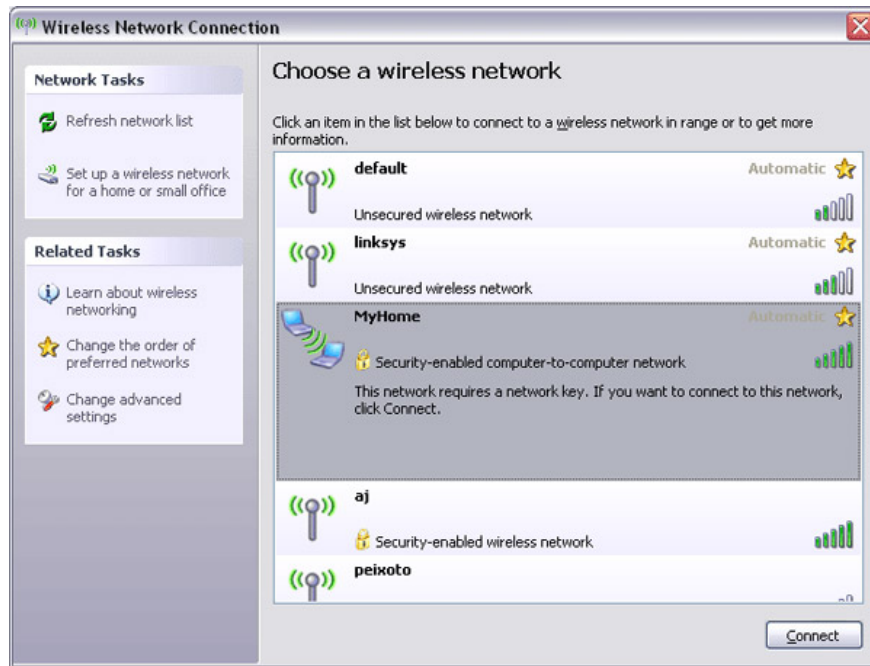 Wireless Network Connection
Network Tasks
Refresh network list
Set up a wireless network
for a home or small office
Related Tasks
Learn about wireless
networking
Change the order of
preferred networks
Change advanced
settings
Choose a wireless network
Click an item in the list below to connect to a wireless network in range or to get more
information.
default
Automatic
Unsecured wireless network
linksys
Automatic
Unsecured wireless network
MyHome
Automatic
Security-enabled computer-to-computer network
This network requires a network key. If you want to connect to this network,
click Connect.
aj
Security-enabled wireless network
peixoto
Connect